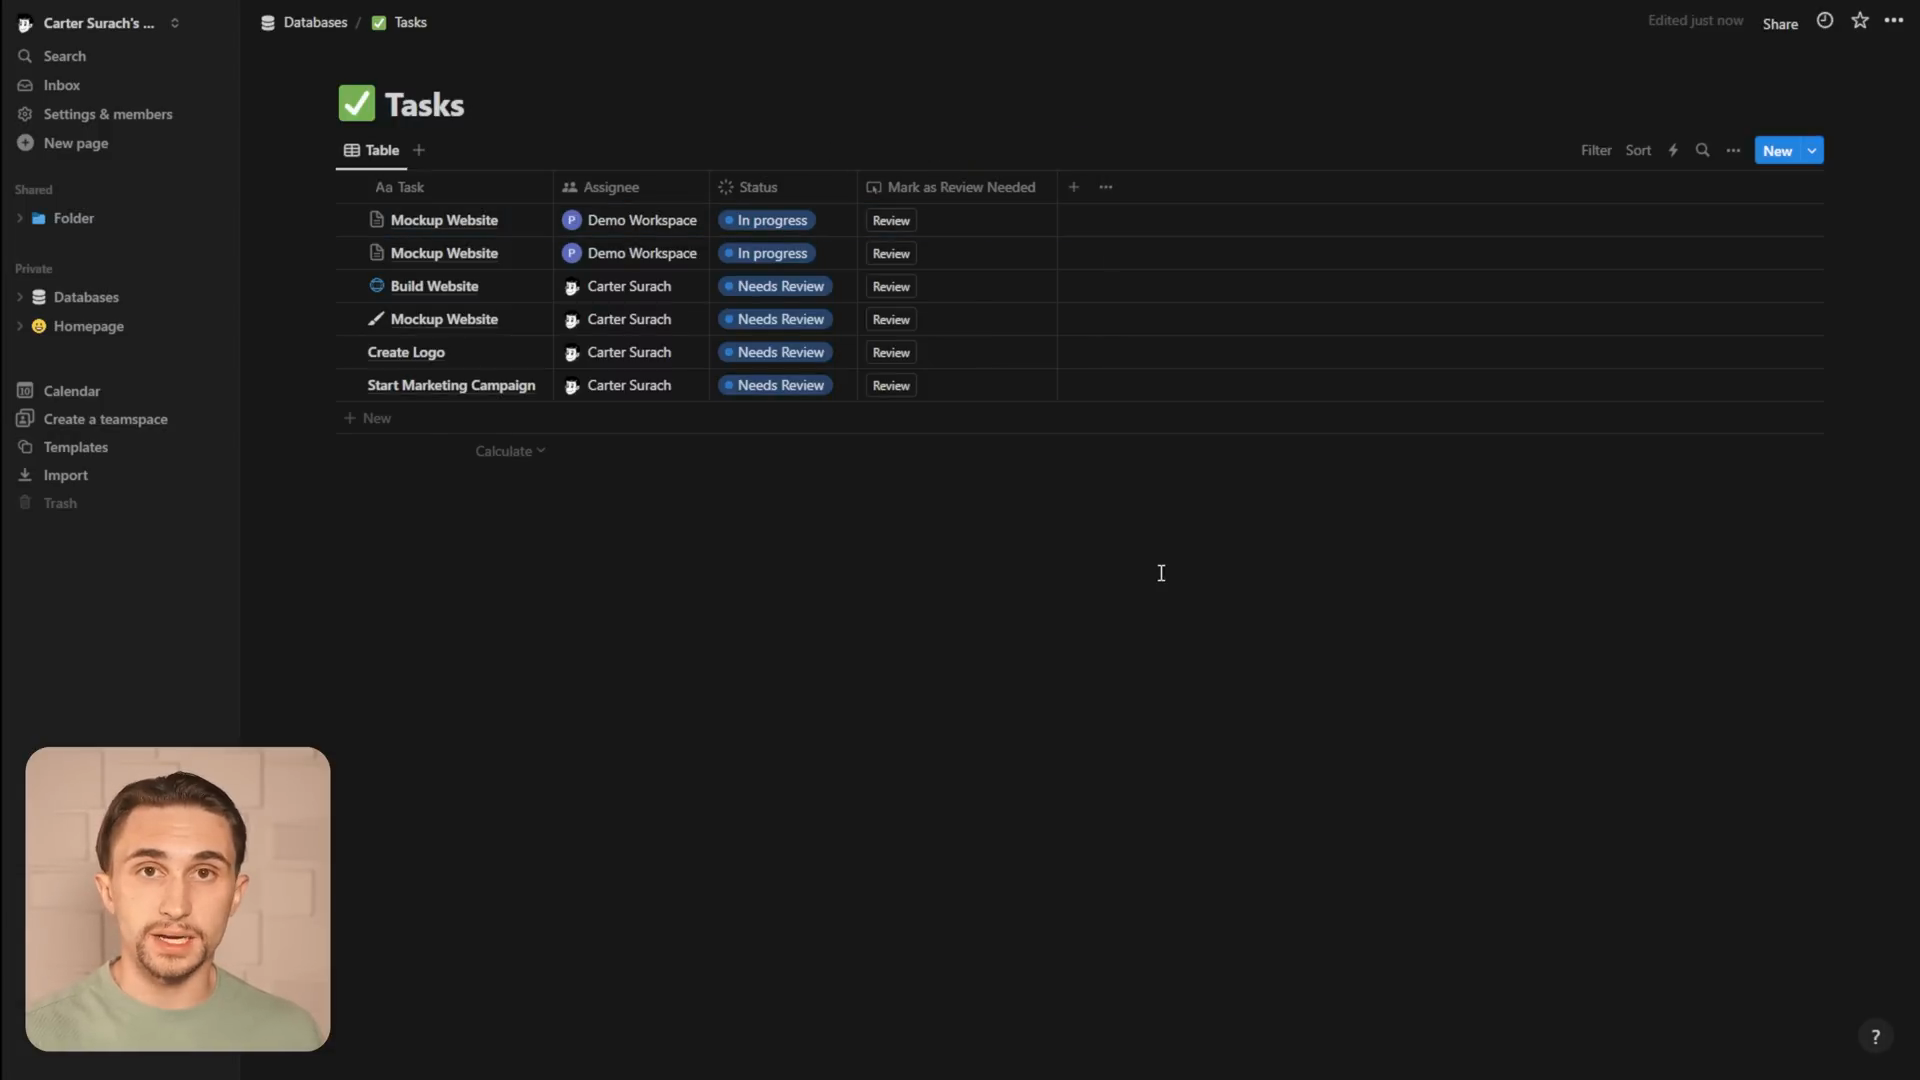 Carter Surach's ...
Search
Inbox
Settings & members
New page
Shared
Folder
Private
Databases
Homepage
10 Calendar
Create a teamspace
Templates
Import
Trash
Databases / Tasks
Edited just now Share
Tasks
Table
Filter Sort New
Aa Task Assignee Status Mark as Review Needed
Mockup Website P Demo Workspace In progress Review
Mockup Website P Demo Workspace In progress Review
Build Website Carter Surach Needs Review Review
Mockup Website Carter Surach Needs Review Review
Create Logo Carter Surach Needs Review Review
Start Marketing Campaign Carter Surach Needs Review Review
+ New
Calculate
?